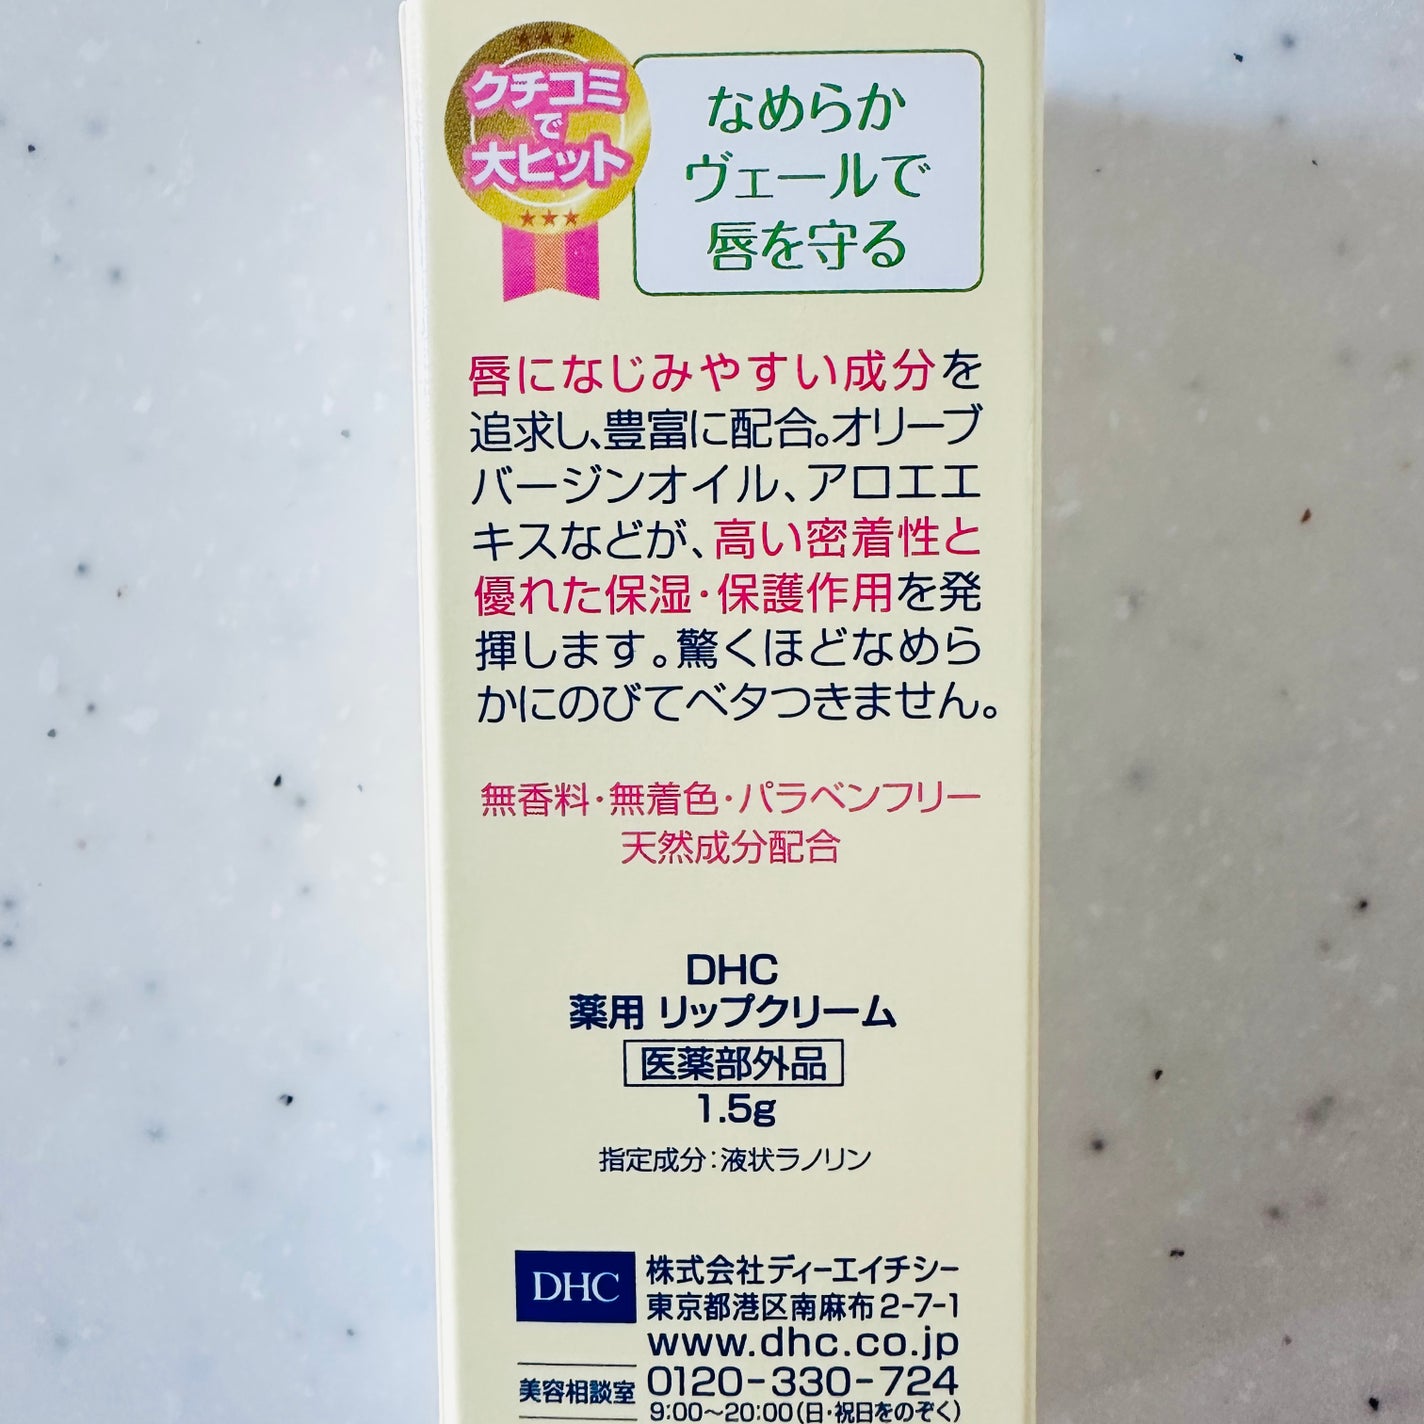 クチコミ
で
大ヒット
なめらか
ヴェールで
唇を守る
唇になじみやすい成分を
追求し、豊富に配合。オリーブ
バージンオイル、アロエエ
キスなどが、高い密着性と
優れた保湿・保護作用を発
揮します。驚くほどなめら
かにのびてベタつきません。
無香料・無着色・パラベンフリー
天然成分配合
DHC
薬用 リップクリーム
医薬部外品
1.5g
指定成分：液状ラノリン
DHC
株式会社ディーエイチシー
東京都港区南麻布2-7-1
www.dhc.co.jp
美容相談室 0120-330-724
9:00〜20:00(日・祝日をのぞく)